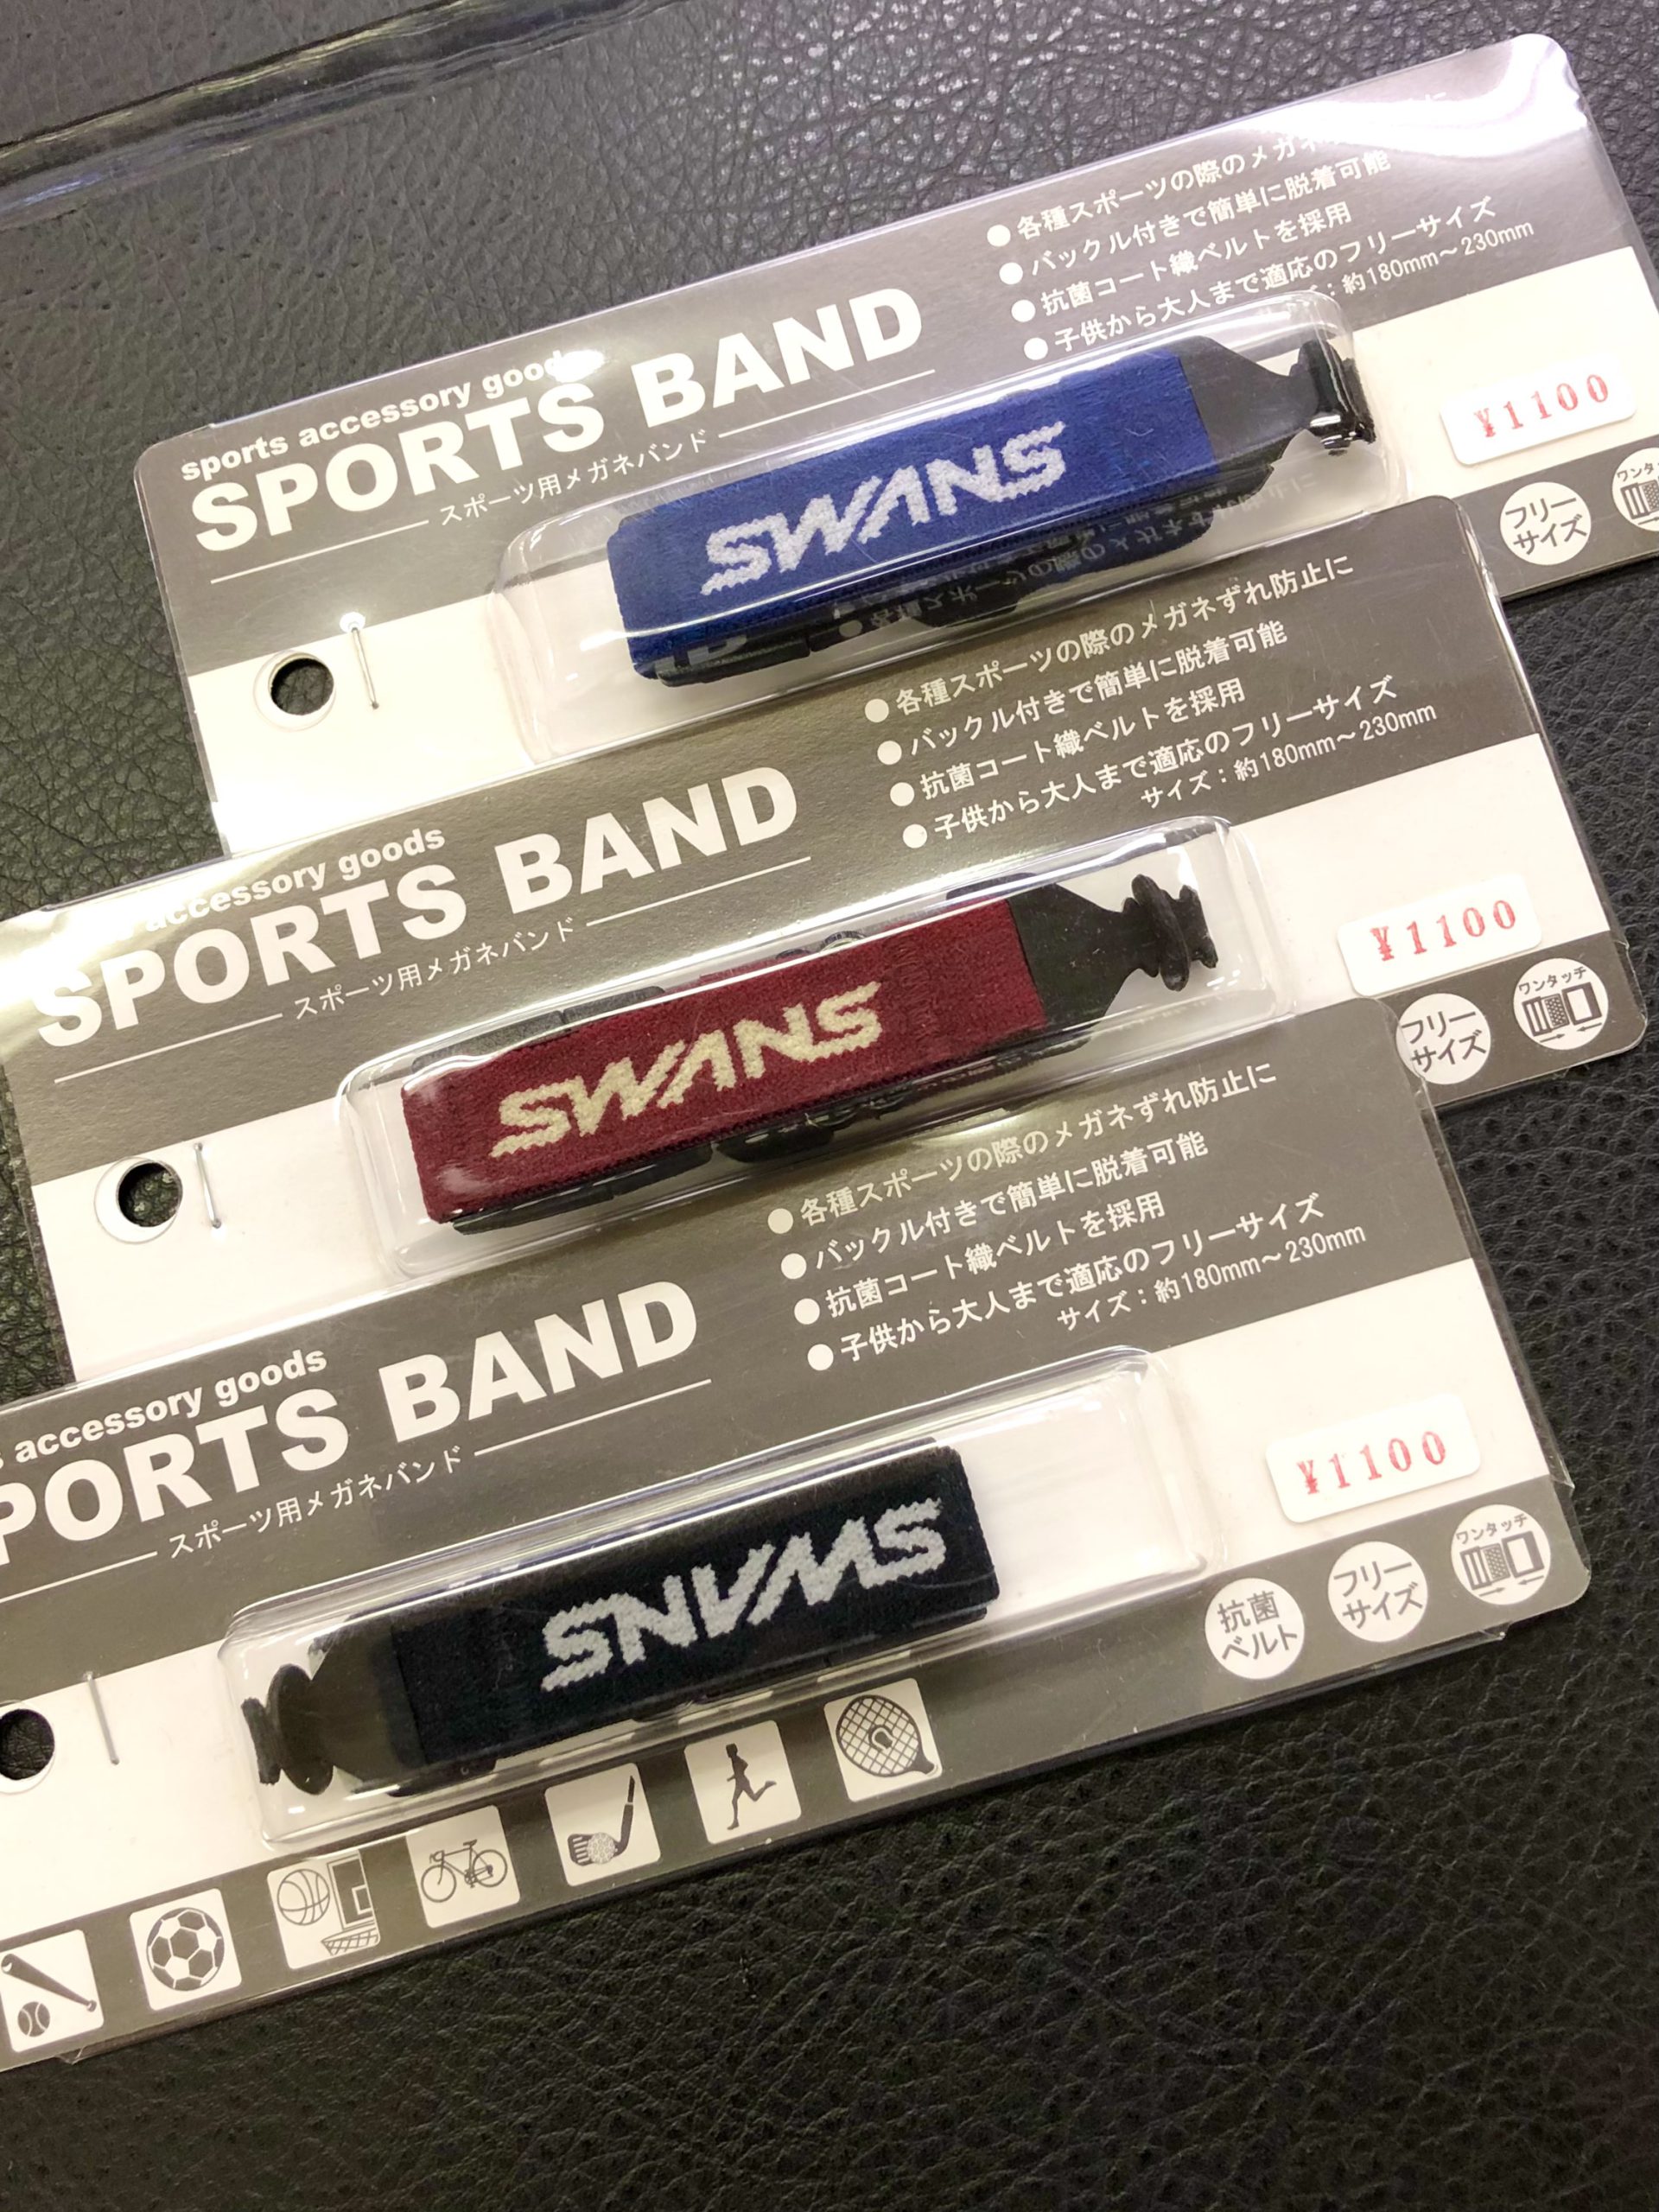 sports accessory goods
SPORTS BAND
スポーツ用メガネバンド
●各種スポーツの際のメガネ
●バックル付きで簡単に脱着可能
●抗菌コート織ベルトを採用
●子供から大人まで適応のフリーサイズ
：約180mm～230mm
SWANS
¥1100
フリー
サイズ
accessory goods
SPORTS BAND
スポーツ用メガネバンド
●各種スポーツの際のメガネずれ防止に
●バックル付きで簡単に脱着可能
●抗菌コート織ベルトを採用
●子供から大人まで適応のフリーサイズ
サイズ：約180mm～230mm
SWANS
¥1100
フリー
サイズ
ワンタッチ
accessory goods
PORTS BAND
スポーツ用メガネバンド
●各種スポーツの際のメガネずれ防止に
●バックル付きで簡単に脱着可能
●抗菌コート織ベルトを採用
●子供から大人まで適応のフリーサイズ
サイズ：約180mm～230mm
SWANS
¥1100
抗菌
ベルト
フリー
サイズ
ワンタッチ